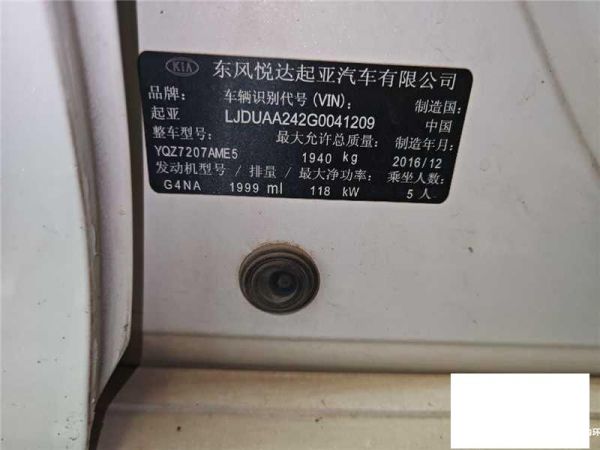 KIA 东风悦达起亚汽车有限公司
品牌: 车辆识别代号(VIN): 制造国:
起亚 LJDUAA242G0041209 中国
整车型号: 最大允许总质量: 制造年月:
YQZ7207AME5 1940 kg 2016/12
发动机型号 / 排量 / 最大净功率: 乘坐人数:
G4NA 1999 ml 118 kW 5 人